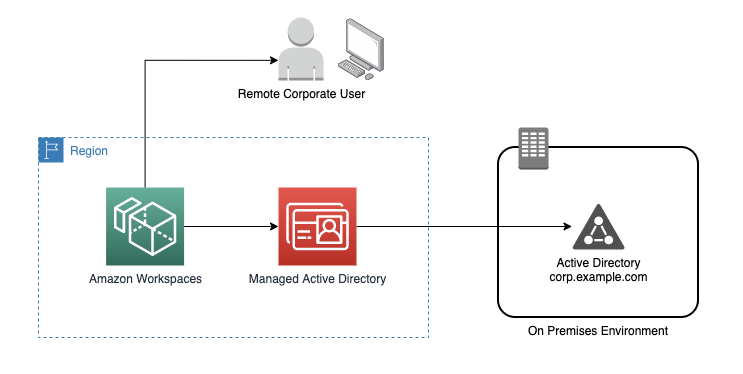 Remote Corporate User
Region
Amazon Workspaces
Managed Active Directory
Active Directory
corp.example.com
On Premises Environment